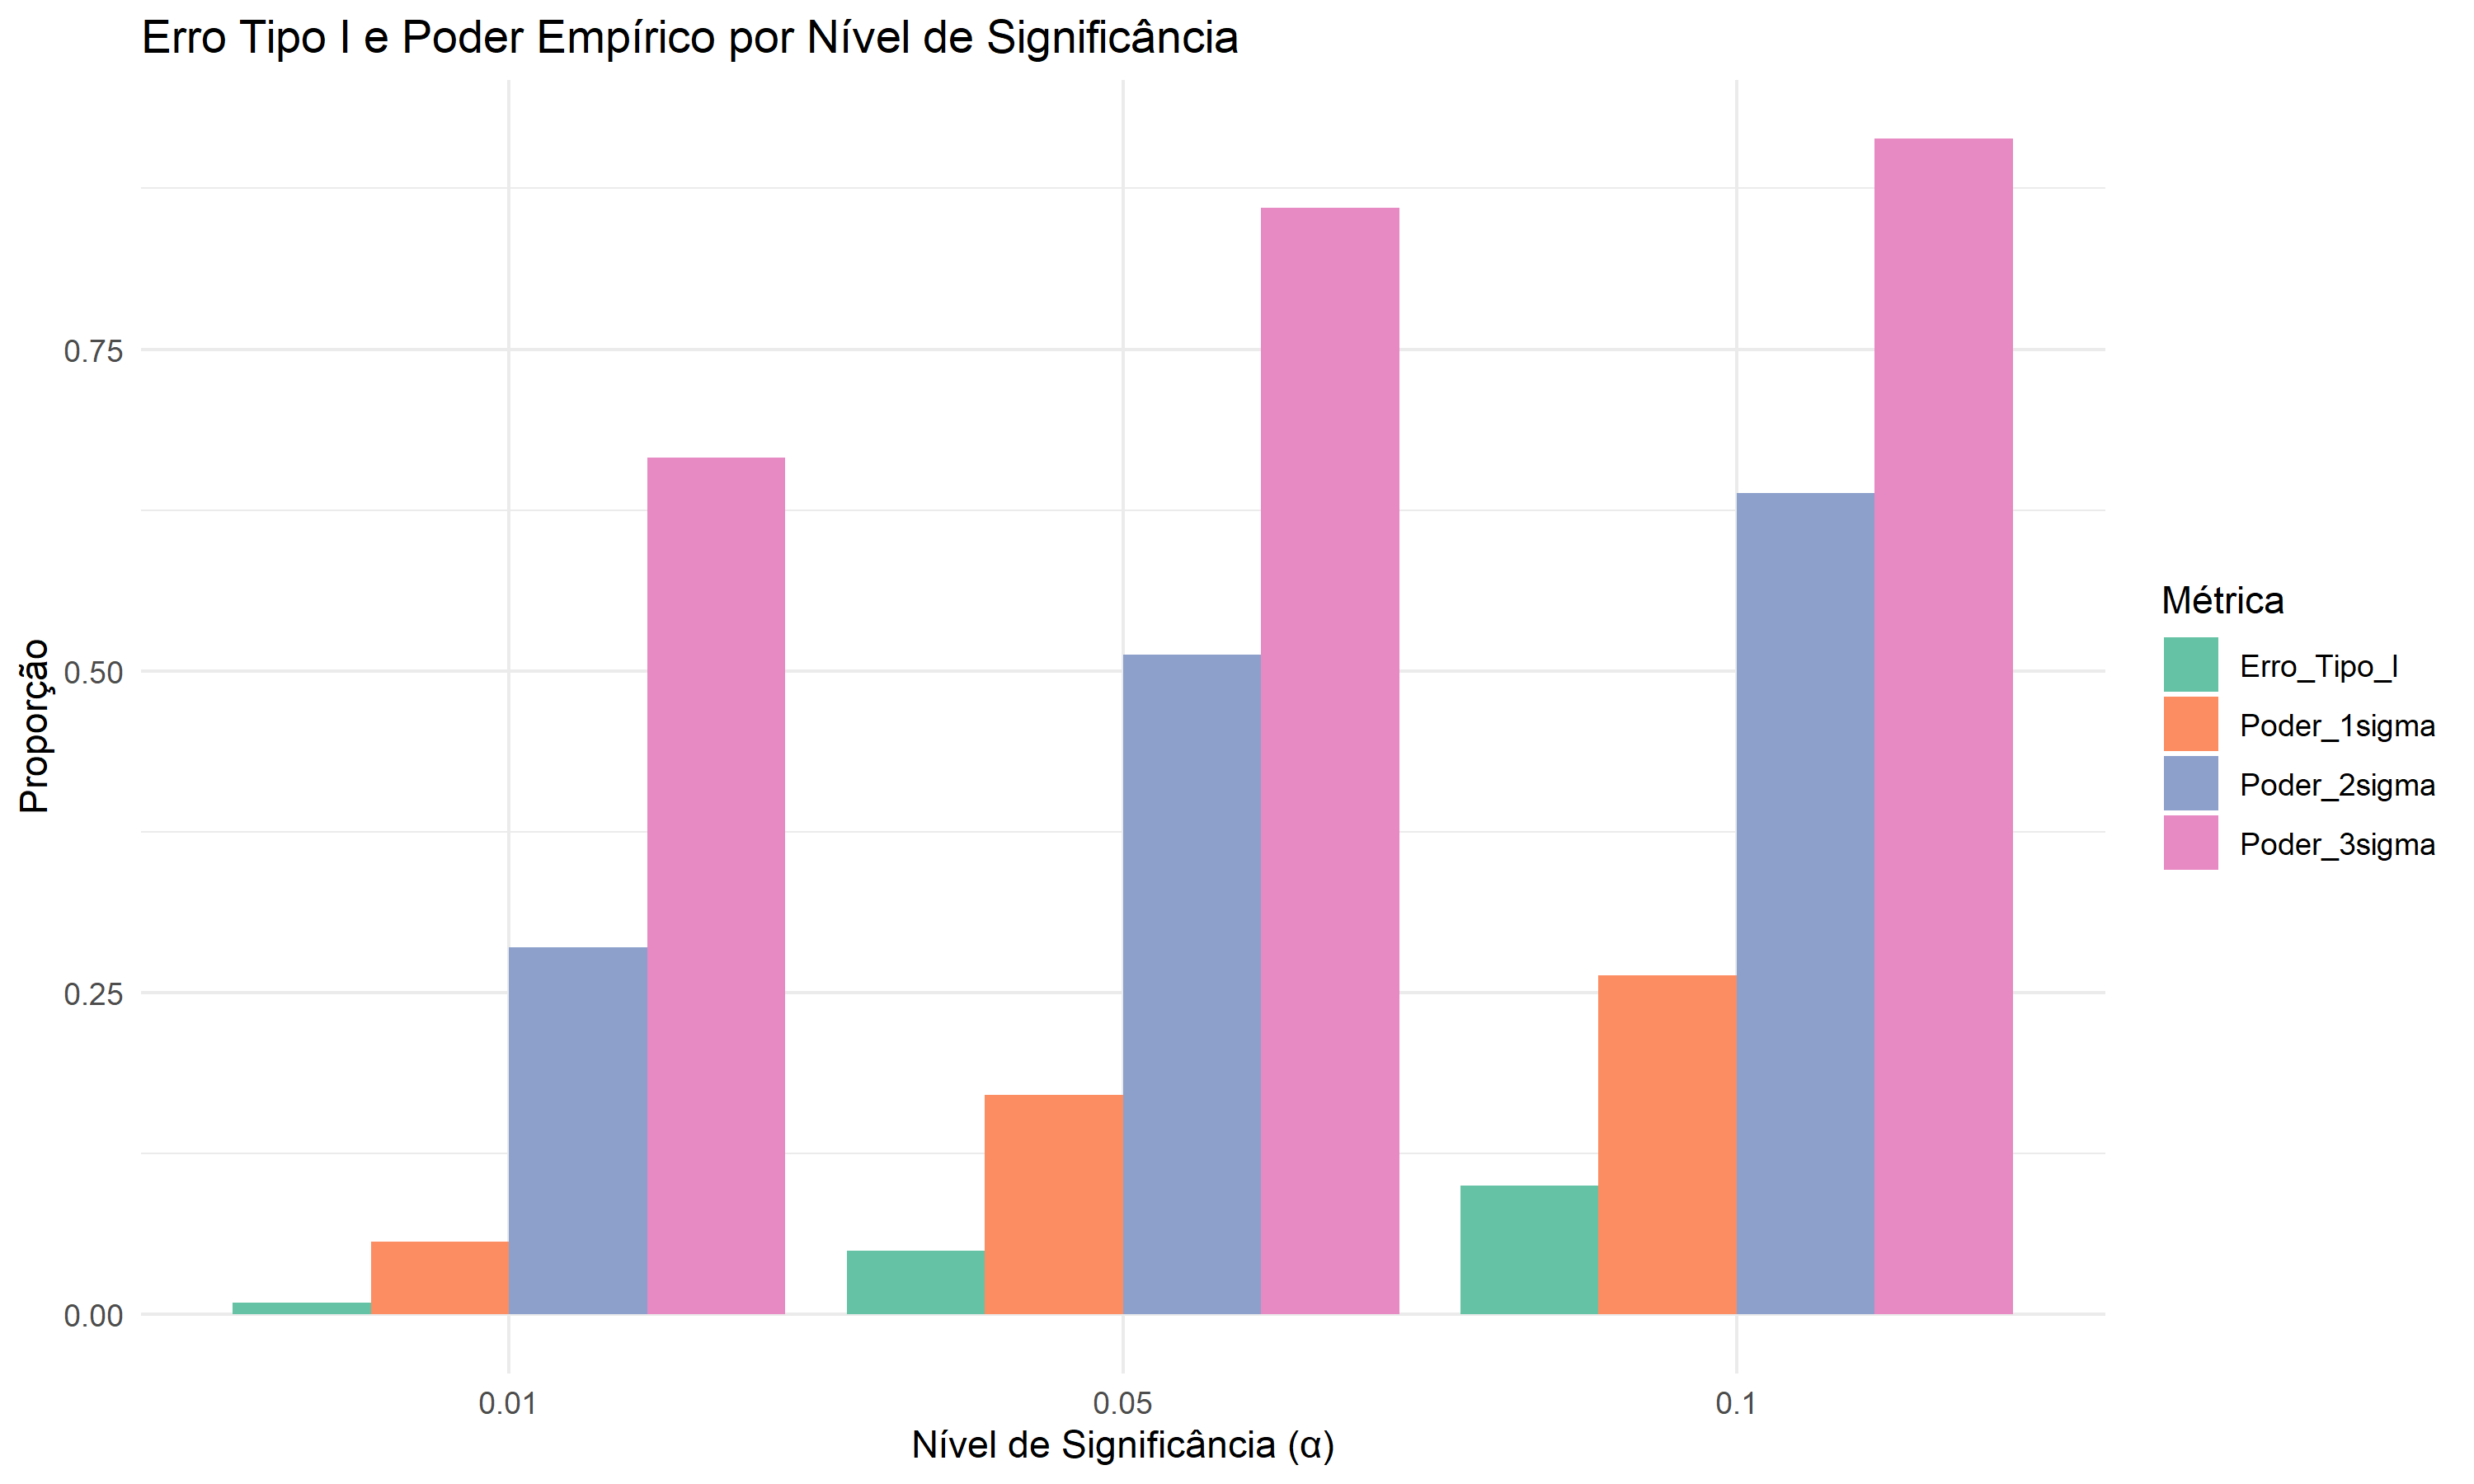 Erro Tipo I e Poder Empírico por Nível de Significância
Proporção
0.75
0.50
0.25
0.00
0.01
0.05
0.1
Nível de Significância (α)
Métrica
Erro_Tipo_I
Poder_1sigma
Poder_2sigma
Poder_3sigma